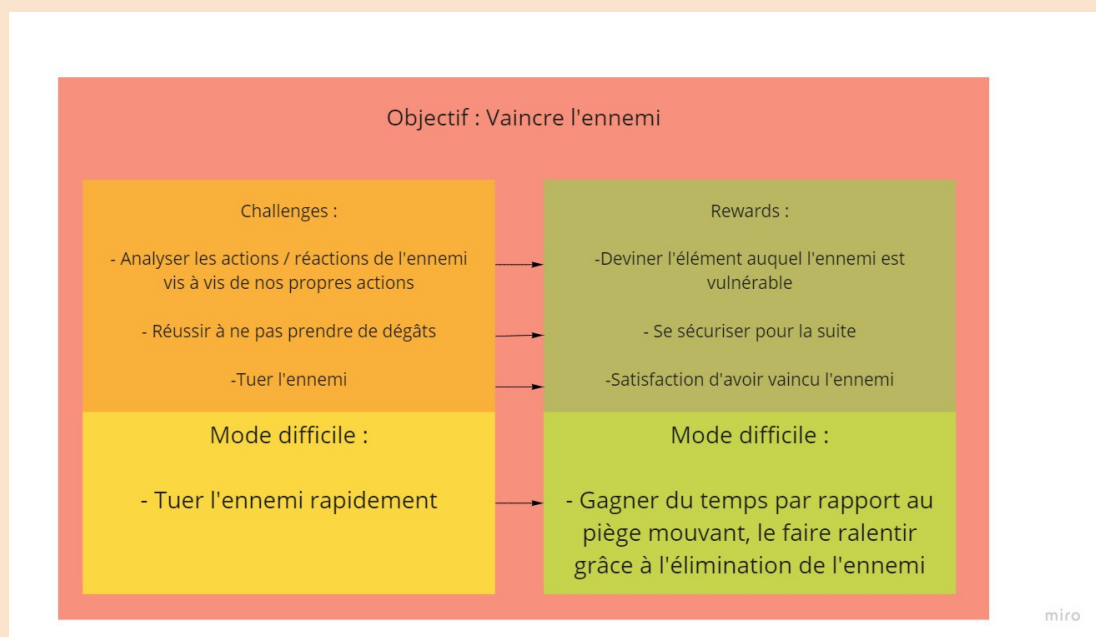 Objectif : Vaincre l'ennemi
Challenges :
- Analyser les actions / réactions de l'ennemi
vis à vis de nos propres actions
- Réussir à ne pas prendre de dégâts
-Tuer l'ennemi
Mode difficile :
- Tuer l'ennemi rapidement
Rewards :
-Deviner l'élément auquel l'ennemi est
vulnérable
- Se sécuriser pour la suite
-Satisfaction d'avoir vaincu l'ennemi
Mode difficile :
- Gagner du temps par rapport au
piège mouvant, le faire ralentir
grâce à l'élimination de l'ennemi
miro